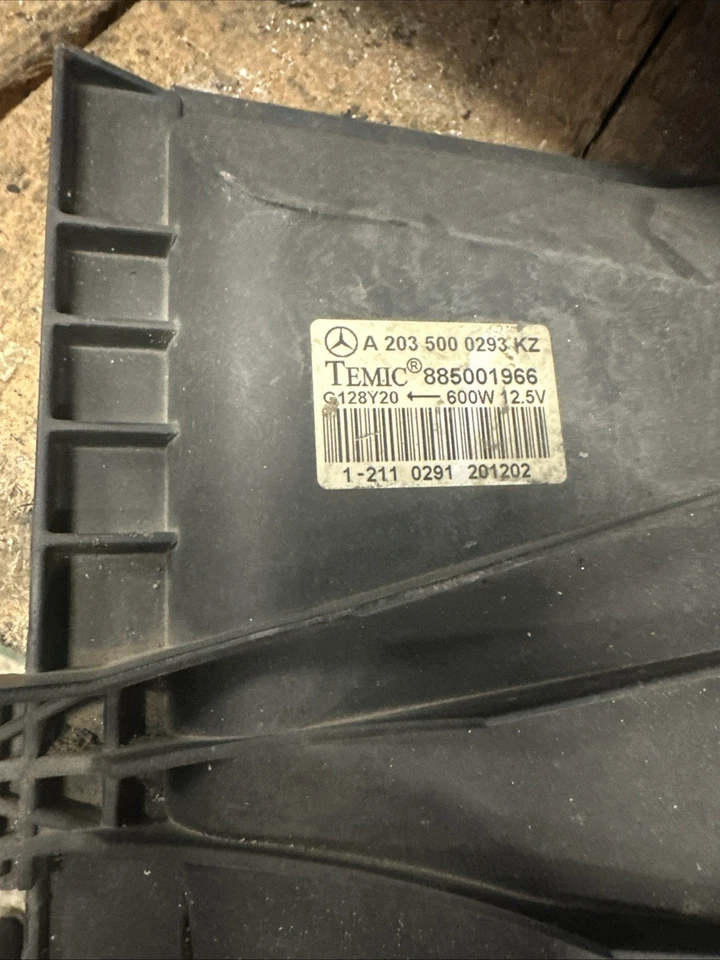 A 203 500 0293 KZ
TEMIC® 885001966
G128Y20 ← 600W 12.5V
1-211 0291 201202